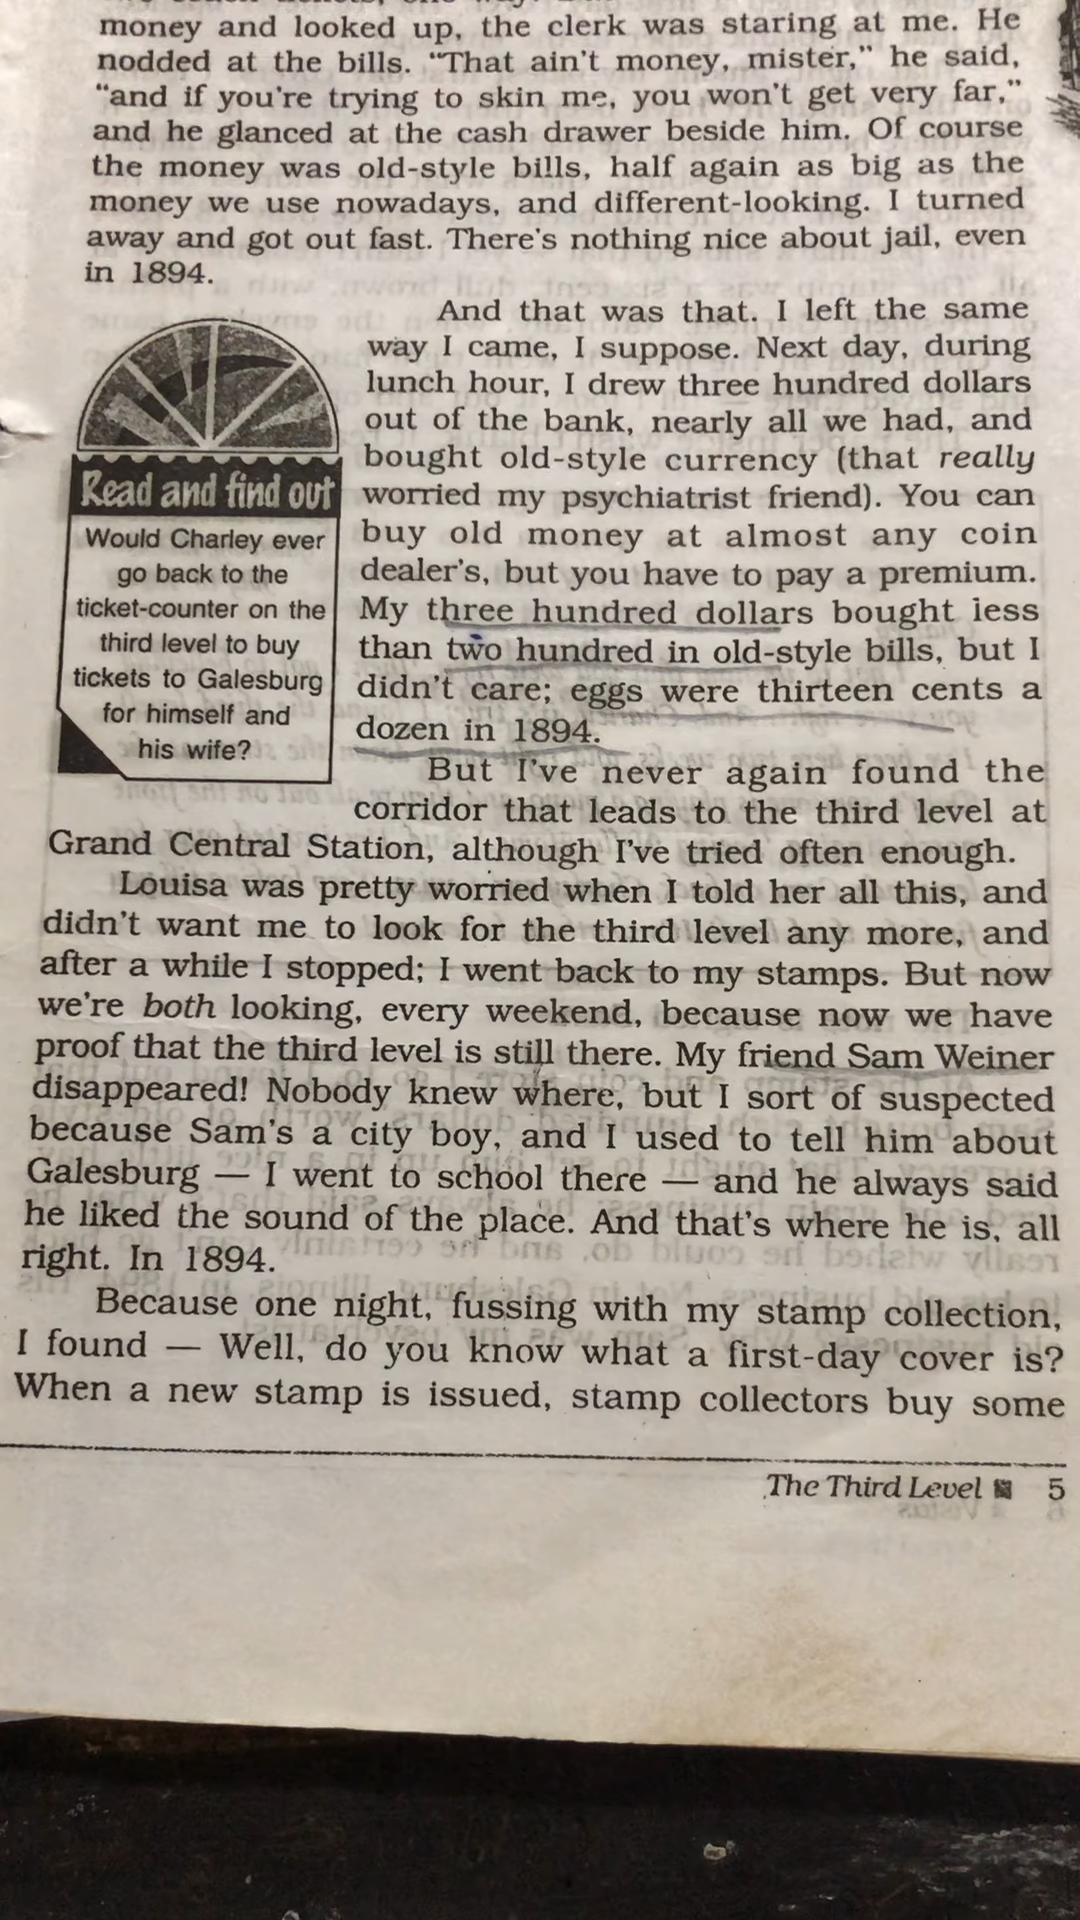 money and looked up, the clerk was staring at me. He
nodded at the bills. “That ain't money, mister,” he said,
“and if you're trying to skin me, you won't get very far,”
and he glanced at the cash drawer beside him. Of course
the money was old-style bills, half again as big as the
money we use nowadays, and different-looking. I turned
away and got out fast. There's nothing nice about jail, even
in 1894.
And that was that. I left the same
way I came, I suppose. Next day, during
lunch hour, I drew three hundred dollars
out of the bank, nearly all we had, and
bought old-style currency (that really
worried my psychiatrist friend). You can
buy old money at almost any coin
dealer's, but you have to pay a premium.
My three hundred dollars bought less
than two hundred in old-style bills, but I
didn't care; eggs were thirteen cents a
dozen in 1894.
Read and find out
Would Charley ever
go back to the
ticket-counter on the
third level to buy
tickets to Galesburg
for himself and
his wife?
But I've never again found the
corridor that leads to the third level at
Grand Central Station, although I've tried often enough.
Louisa was pretty worried when I told her all this, and
didn't want me to look for the third level any more, and
after a while I stopped; I went back to my stamps. But now
we're both looking, every weekend, because now we have
proof that the third level is still there. My friend Sam Weiner
disappeared! Nobody knew where, but I sort of suspected
because Sam's a city boy, and I used to tell him about
Galesburg — I went to school there — and he always said
he liked the sound of the place. And that's where he is, all
right. In 1894.
Because one night, fussing with my stamp collection,
I found — Well, do you know what a first-day cover is?
When a new stamp is issued, stamp collectors buy some
The Third Level 5